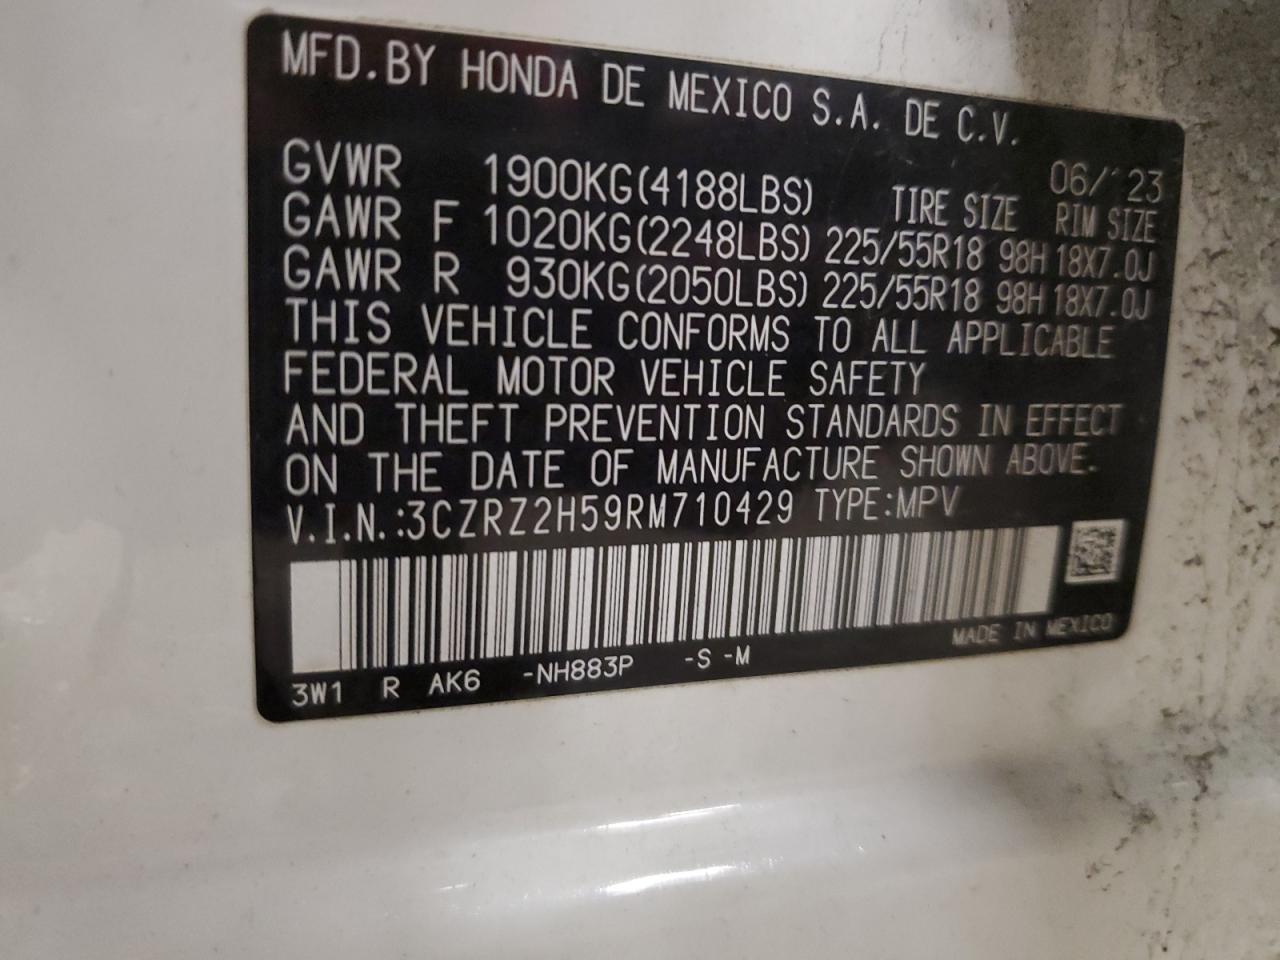 MFD.BY HONDA DE MEXICO S.A. DE C.V.
06/ 23
GVWR 1900KG(4188LBS) TIRE SIZE RIM SIZE
GAWR F 1020KG(2248LBS) 225/55R18 98H 18X7.0J
GAWR R 930KG(2050LBS) 225/55R18 98H 18X7.0J
THIS VEHICLE CONFORMS TO ALL APPLICABLE
FEDERAL MOTOR VEHICLE SAFETY
AND THEFT PREVENTION STANDARDS IN EFFECT
ON THE DATE OF MANUFACTURE SHOWN ABOVE.
V.I.N.:3CZRZ2H59RM710429 TYPE:MPV
MADE IN MEXICO
3W1 R AK6 -NH883P -S -M